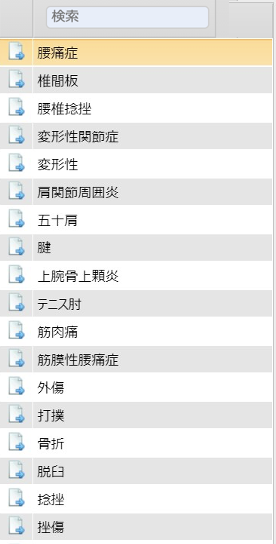 検索
腰痛症
椎間板
腰椎捻挫
変形性関節症
変形性
肩関節周囲炎
五十肩
腱
上腕骨上顆炎
テニス肘
筋肉痛
筋膜性腰痛症
外傷
打撲
骨折
脱臼
捻挫
挫傷